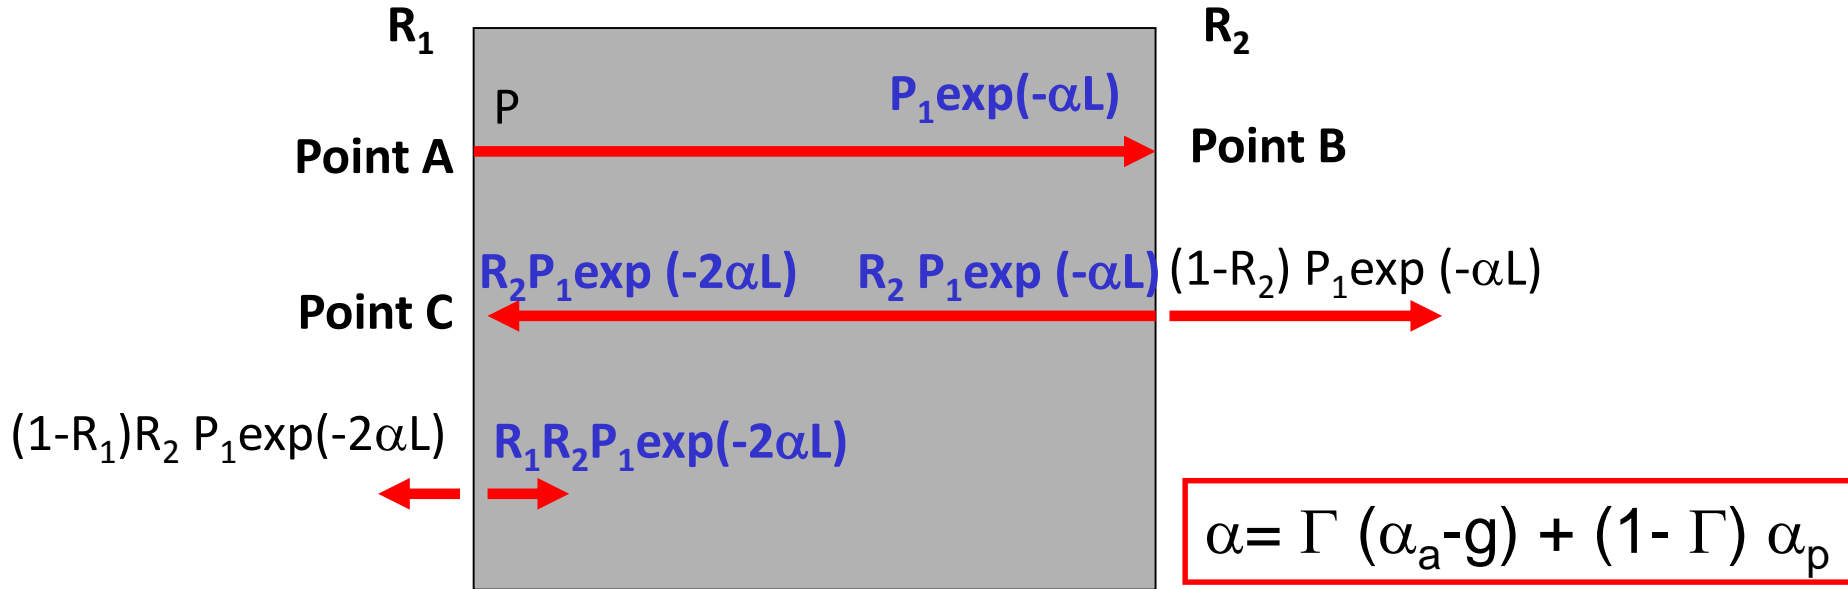 R₁
R₂
P
P₁exp(-αL)
Point A
Point B
R₂P₁exp (-2αL)
R₂ P₁exp (-αL)
(1-R₂) P₁exp (-αL)
Point C
(1-R₁)R₂ P₁exp(-2αL)
R₁R₂P₁exp(-2αL)
α= Γ (αₐ-g) + (1- Γ) αₚ